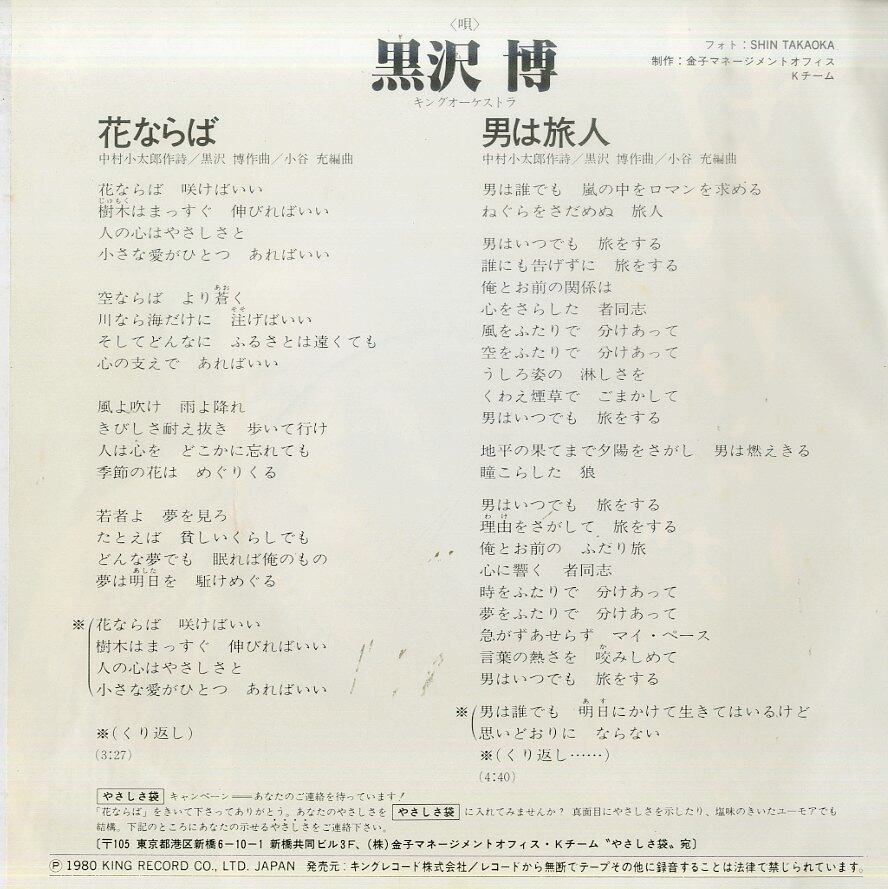 〈唄〉
黒沢 博
キングオーケストラ
フォト：SHIN TAKAOKA
制作：金子マネージメントオフィス
Kチーム
花ならば
中村小太郎作詩／黒沢 博作曲／小谷 充編曲
花ならば 咲けばいい
樹木はまっすぐ 伸びればいい
じゅもく
人の心はやさしさと
小さな愛がひとつ あればいい
空ならば より蒼く
あお
川なら海だけに 注げばいい
そそ
そしてどんなに ふるさとは遠くても
心の支えで あればいい
風よ吹け 雨よ降れ
きびしさ耐え抜き 歩いて行け
人は心を どこかに忘れても
季節の花は めぐりくる
若者よ 夢を見ろ
たとえば 貧しいくらしでも
どんな夢でも 眠れば俺のもの
夢は明日を 駈けめぐる
あした
※花ならば 咲けばいい
樹木はまっすぐ 伸びればいい
人の心はやさしさと
小さな愛がひとつ あればいい
※(くり返し)
(3:27)
男は旅人
中村小太郎作詩／黒沢 博作曲／小谷 充編曲
男は誰でも 嵐の中をロマンを求める
ねぐらをさだめぬ 旅人
男はいつでも 旅をする
誰にも告げずに 旅をする
俺とお前の関係は
心をさらした 者同志
風をふたりで 分けあって
空をふたりで 分けあって
うしろ姿の 淋しさを
くわえ煙草で ごまかして
男はいつでも 旅をする
地平の果てまで夕陽をさがし 男は燃えきる
瞳こらした 狼
男はいつでも 旅をする
理由をさがして 旅をする
わけ
俺とお前の ふたり旅
心に響く 者同志
時をふたりで 分けあって
夢をふたりで 分けあって
急がずあせらず マイ・ペース
言葉の熱さを 咬みしめて
か
男はいつでも 旅をする
※男は誰でも 明日にかけて生きてはいるけど
あす
思いどおりに ならない
※(くり返し……)
(4:40)
やさしさ袋 キャンペーン――あなたのご連絡を待っています！
「花ならば」をきいて下さってありがとう。あなたのやさしさを やさしさ袋 に入れてみませんか？ 真面目にやさしさを示したり、塩味のきいたユーモアでも
結構。下記のところにあなたの示せるやさしさをご連絡下さい。
〔〒105 東京都港区新橋6−10−1 新橋共同ビル3F、(株)金子マネージメントオフィス・Kチーム〝やさしさ袋〟宛〕
Ⓟ 1980 KING RECORD CO., LTD. JAPAN 発売元：キングレコード株式会社／レコードから無断でテープその他に録音することは法律で禁じられています。